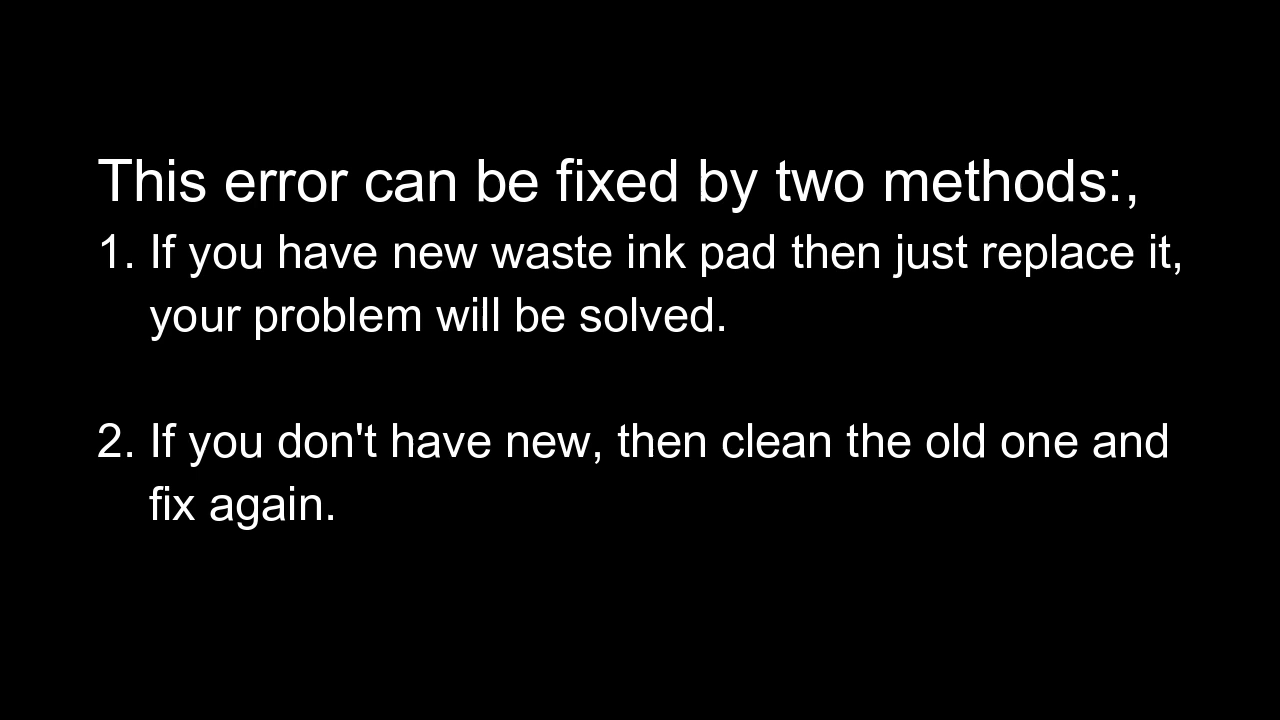 This error can be fixed by two methods:,
1. If you have new waste ink pad then just replace it,
your problem will be solved.
2. If you don't have new, then clean the old one and
fix again.